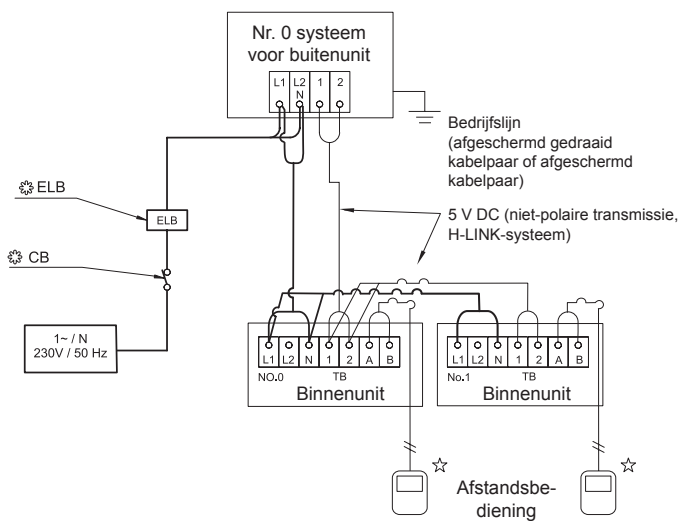 Nr. 0 systeem
voor buitenunit
L1 L2 1 2
N
Bedrijfslijn
(afgeschermd gedraaid
kabelpaar of afgeschermd
kabelpaar)
ELB
ELB
5 V DC (niet-polaire transmissie,
H-LINK-systeem)
CB
1~ / N
230V / 50 Hz
L1 L2 N 1 2 A B
NO.0 TB
Binnenunit
L1 L2 N 1 2 A B
No.1 TB
Binnenunit
Afstandsbe-
diening